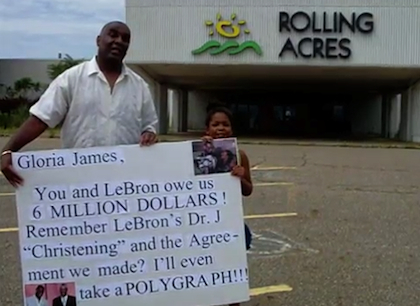 ROLLING
ACRES
Gloria James,
You and LeBron owe us
6 MILLION DOLLARS!
Remember LeBron's Dr. J
"Christening" and the Agree-
ment we made? I'll even
take a POLYGRAPH!!!